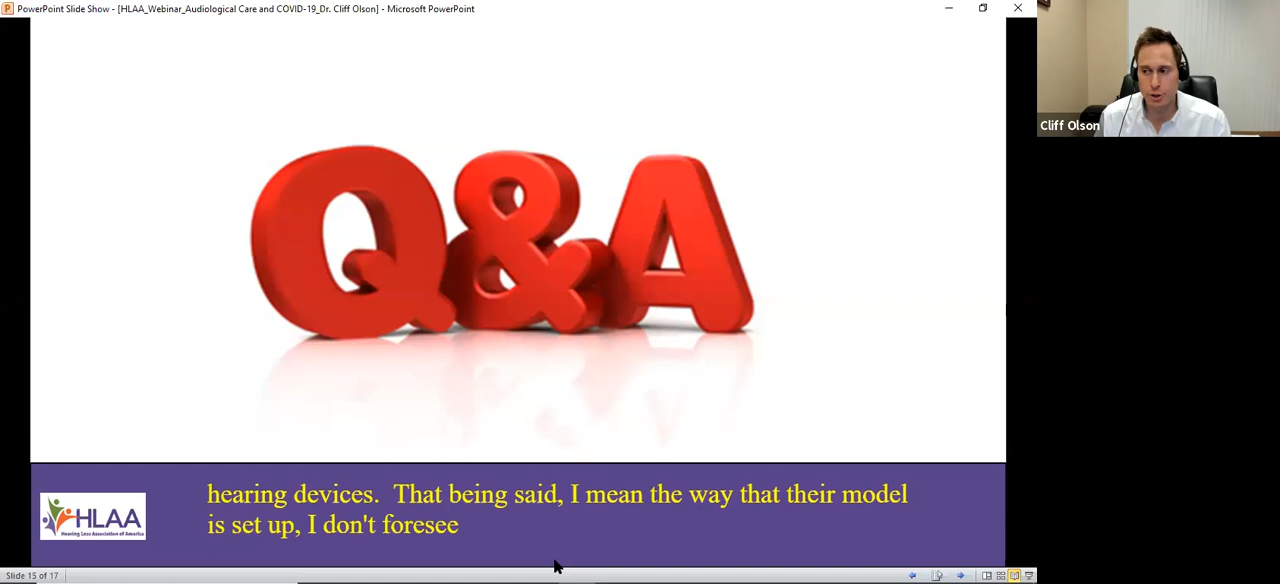 PowerPoint Slide Show - [HLAA_Webinar_Audiological Care and COVID-19_Dr. Cliff Olson] - Microsoft PowerPoint
Cliff Olson
Q&A
HLAA
Hearing Loss Association of America
hearing devices. That being said, I mean the way that their model
is set up, I don't foresee
Slide 15 of 17